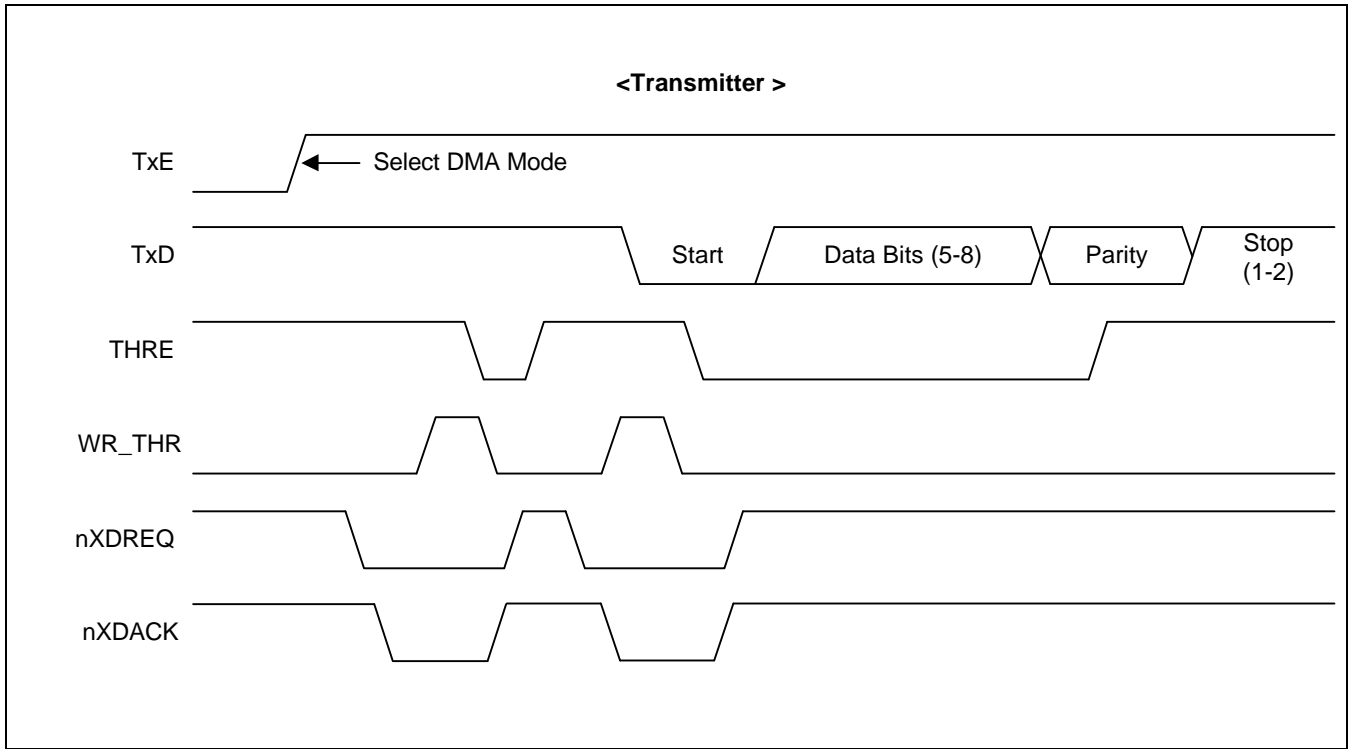 <Transmitter >
TxE
Select DMA Mode
TxD
Start
Data Bits (5-8)
Parity
Stop
(1-2)
THRE
WR_THR
nXDREQ
nXDACK